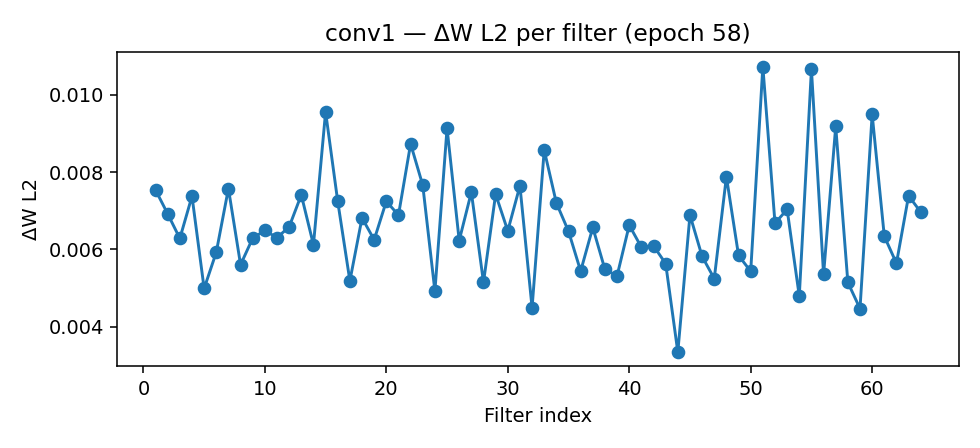 conv1 — ΔW L2 per filter (epoch 58)
0.010
0.008
0.006
0.004
ΔW L2
0 10 20 30 40 50 60
Filter index